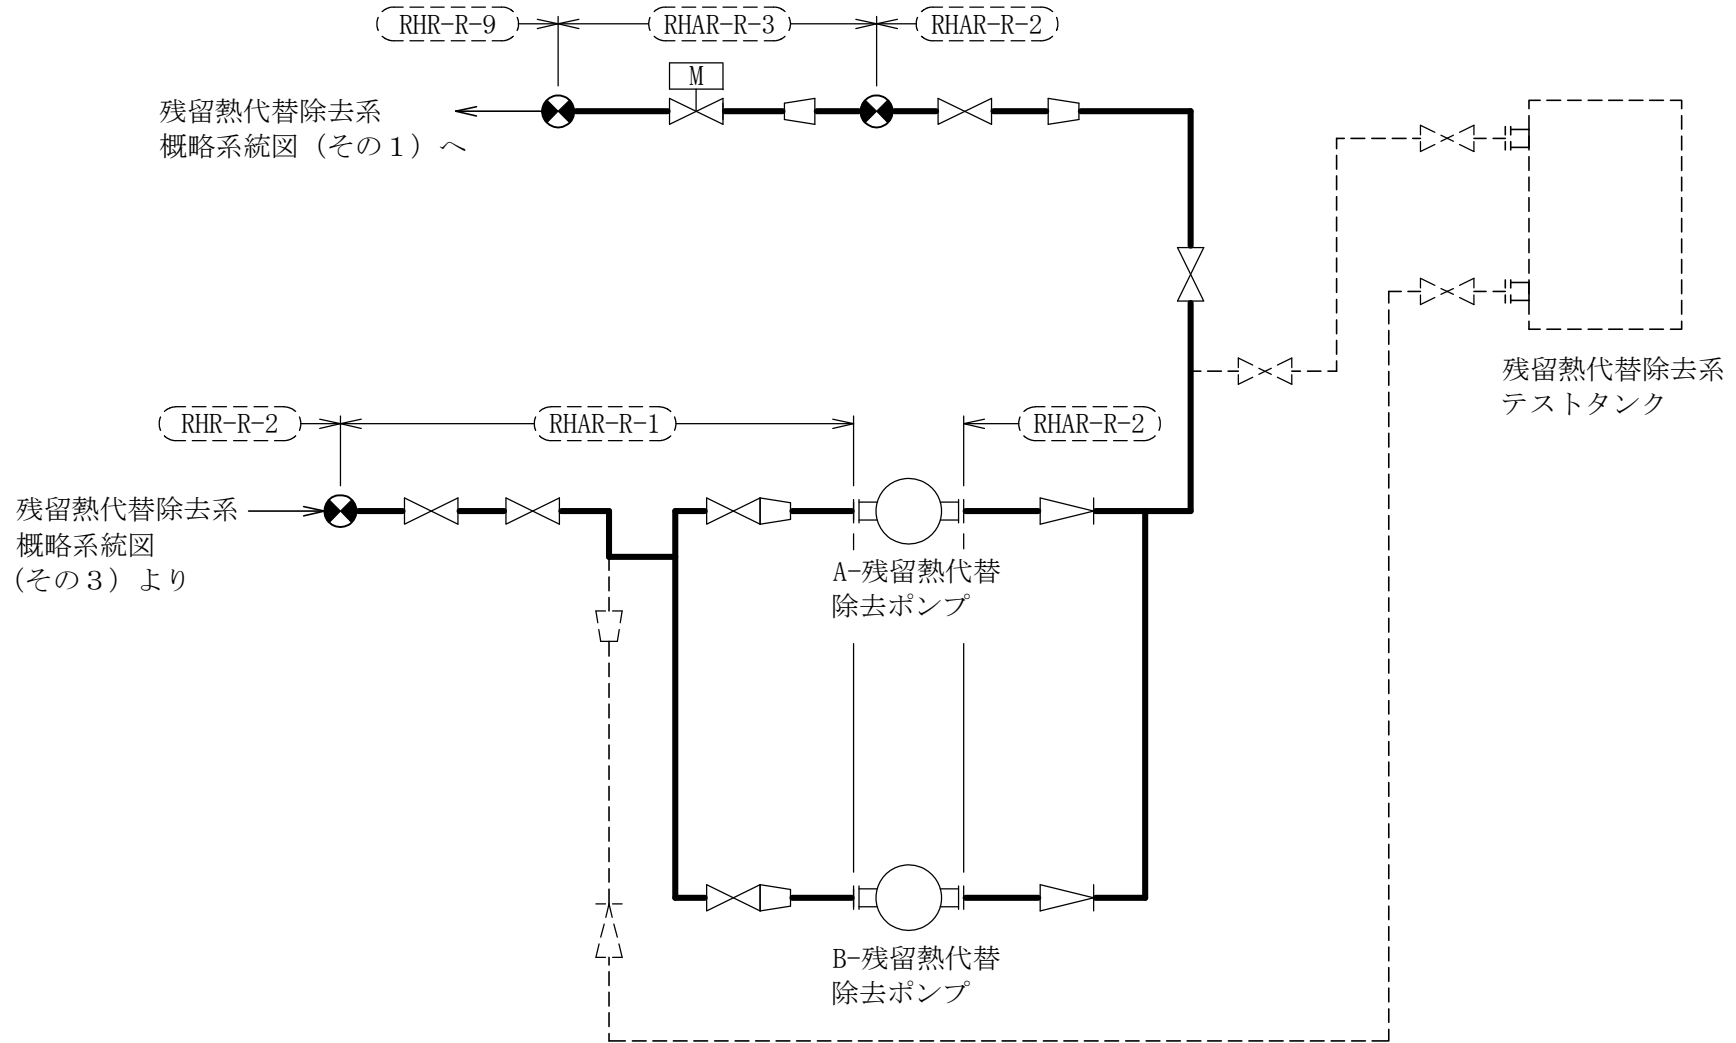 RHR-R-9
RHAR-R-3
RHAR-R-2
M
残留熱代替除去系
概略系統図（その１）へ
残留熱代替除去系
テストタンク
RHR-R-2
RHAR-R-1
RHAR-R-2
残留熱代替除去系
概略系統図
(その３）より
A-残留熱代替
除去ポンプ
B-残留熱代替
除去ポンプ